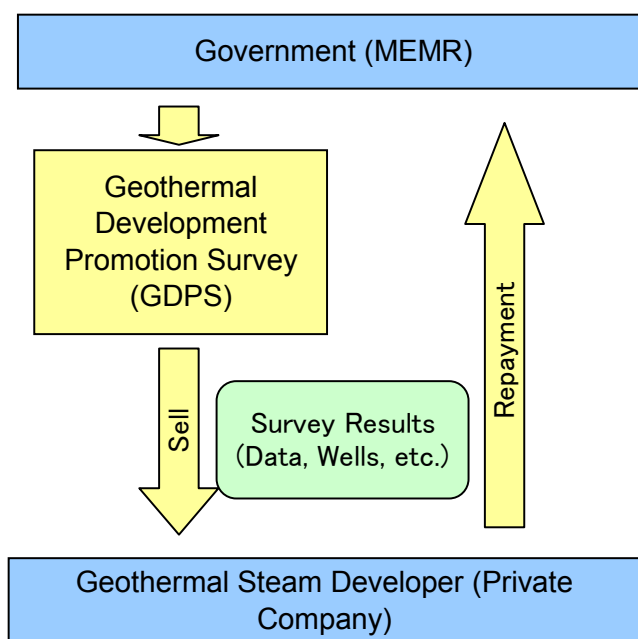 Government (MEMR)
Geothermal
Development
Promotion Survey
(GDPS)
Sell
Survey Results
(Data, Wells, etc.)
Repayment
Geothermal Steam Developer (Private
Company)